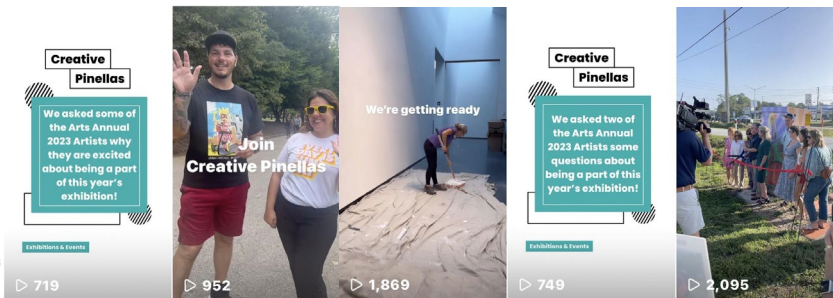 Creative
Pinellas
We asked some of
the Arts Annual
2023 Artists why
they are excited
about being a part
of this year's
exhibition!
Exhibitions & Events
719
Join
Creative Pinellas
952
We're getting ready
1,869
Creative
Pinellas
We asked two of
the Arts Annual
2023 Artists some
questions about
being a part of this
year's exhibition!
Exhibitions & Events
749
2,095